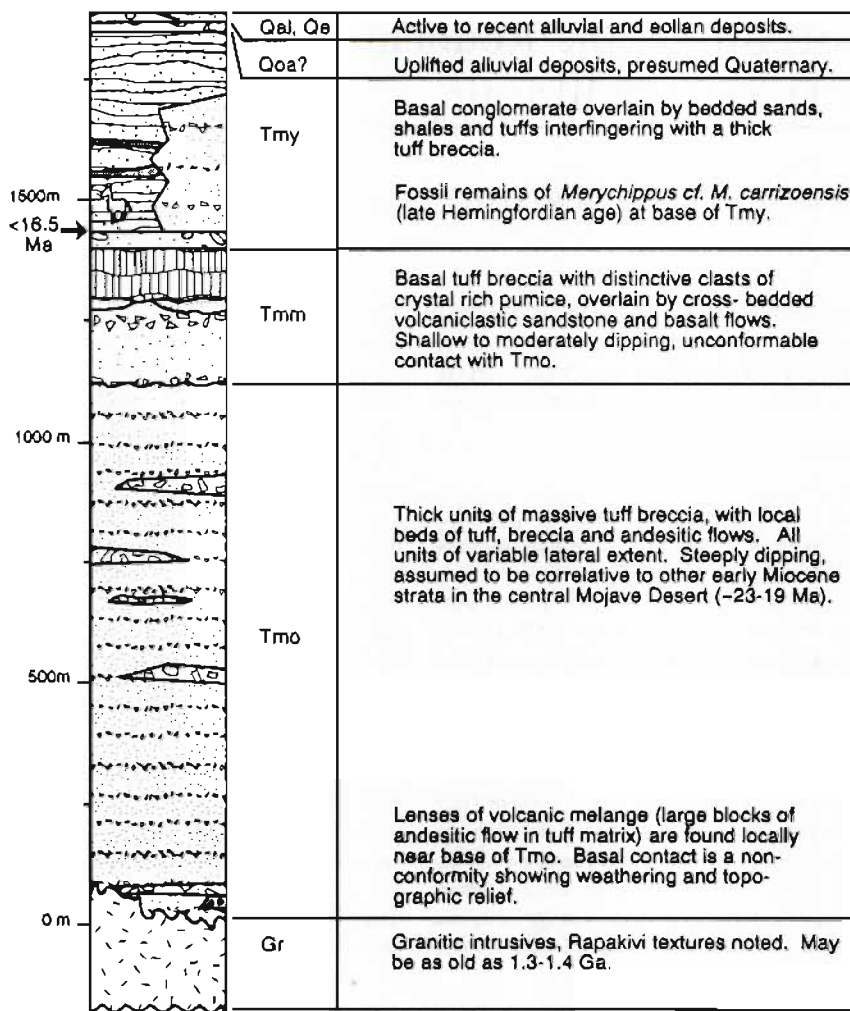 Qal, Qe
Active to recent alluvial and eolian deposits.
Qoa?
Uplifted alluvial deposits, presumed Quaternary.
Tmy
Basal conglomerate overlain by bedded sands,
shales and tuffs interfingering with a thick
tuff breccia.
Fossil remains of Merychippus cf. M. carrizoensis
(late Hemingfordian age) at base of Tmy.
1500m
<16.5
Ma
Tmm
Basal tuff breccia with distinctive clasts of
crystal rich pumice, overlain by cross- bedded
volcaniclastic sandstone and basalt flows.
Shallow to moderately dipping, unconformable
contact with Tmo.
1000 m
Tmo
Thick units of massive tuff breccia, with local
beds of tuff, breccia and andesitic flows. All
units of variable lateral extent. Steeply dipping,
assumed to be correlative to other early Miocene
strata in the central Mojave Desert (~23-19 Ma).
500m
Lenses of volcanic melange (large blocks of
andesitic flow in tuff matrix) are found locally
near base of Tmo. Basal contact is a non-
conformity showing weathering and topo-
graphic relief.
0 m
Gr
Granitic intrusives, Rapakivi textures noted. May
be as old as 1.3-1.4 Ga.